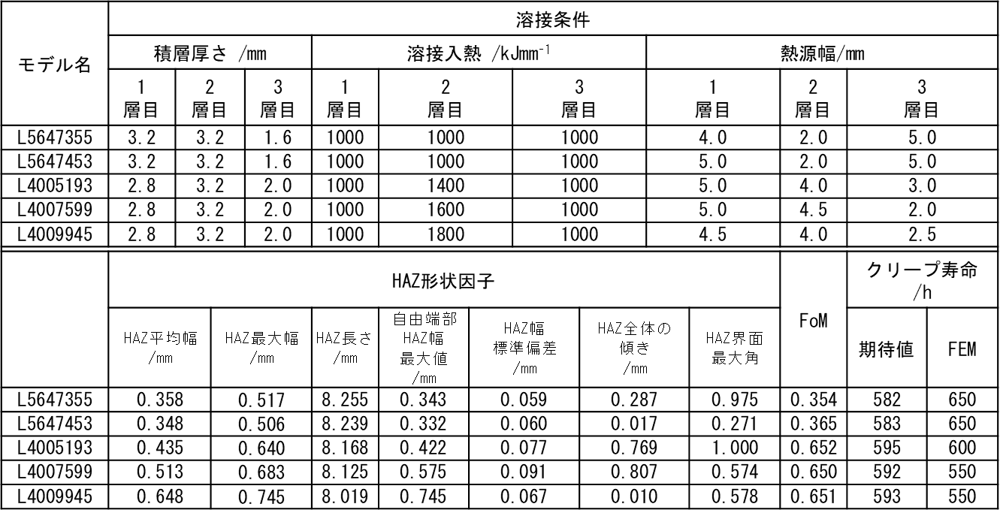 モデル名 溶接条件
積層厚さ /mm 溶接入熱 /kJmm⁻¹ 熱源幅/mm
1 2 3 1 2 3 1 2 3
層目 層目 層目 層目 層目 層目 層目 層目 層目
L5647355 3.2 3.2 1.6 1000 1000 1000 4.0 2.0 5.0
L5647453 3.2 3.2 1.6 1000 1000 1000 5.0 2.0 5.0
L4005193 2.8 3.2 2.0 1000 1400 1000 5.0 4.0 3.0
L4007599 2.8 3.2 2.0 1000 1600 1000 5.0 4.5 2.0
L4009945 2.8 3.2 2.0 1000 1800 1000 4.5 4.0 2.5
HAZ形状因子
FoM
クリープ寿命
/h
HAZ平均幅
/mm
HAZ最大幅
/mm
HAZ長さ
/mm
自由端部
HAZ幅
最大値
/mm
HAZ幅
標準偏差
/mm
HAZ全体の
傾き
/mm
HAZ界面
最大角
期待値
FEM
L5647355 0.358 0.517 8.255 0.343 0.059 0.287 0.975 0.354 582 650
L5647453 0.348 0.506 8.239 0.332 0.060 0.017 0.271 0.365 583 650
L4005193 0.435 0.640 8.168 0.422 0.077 0.769 1.000 0.652 595 600
L4007599 0.513 0.683 8.125 0.575 0.091 0.807 0.574 0.650 592 550
L4009945 0.648 0.745 8.019 0.745 0.067 0.010 0.578 0.651 593 550